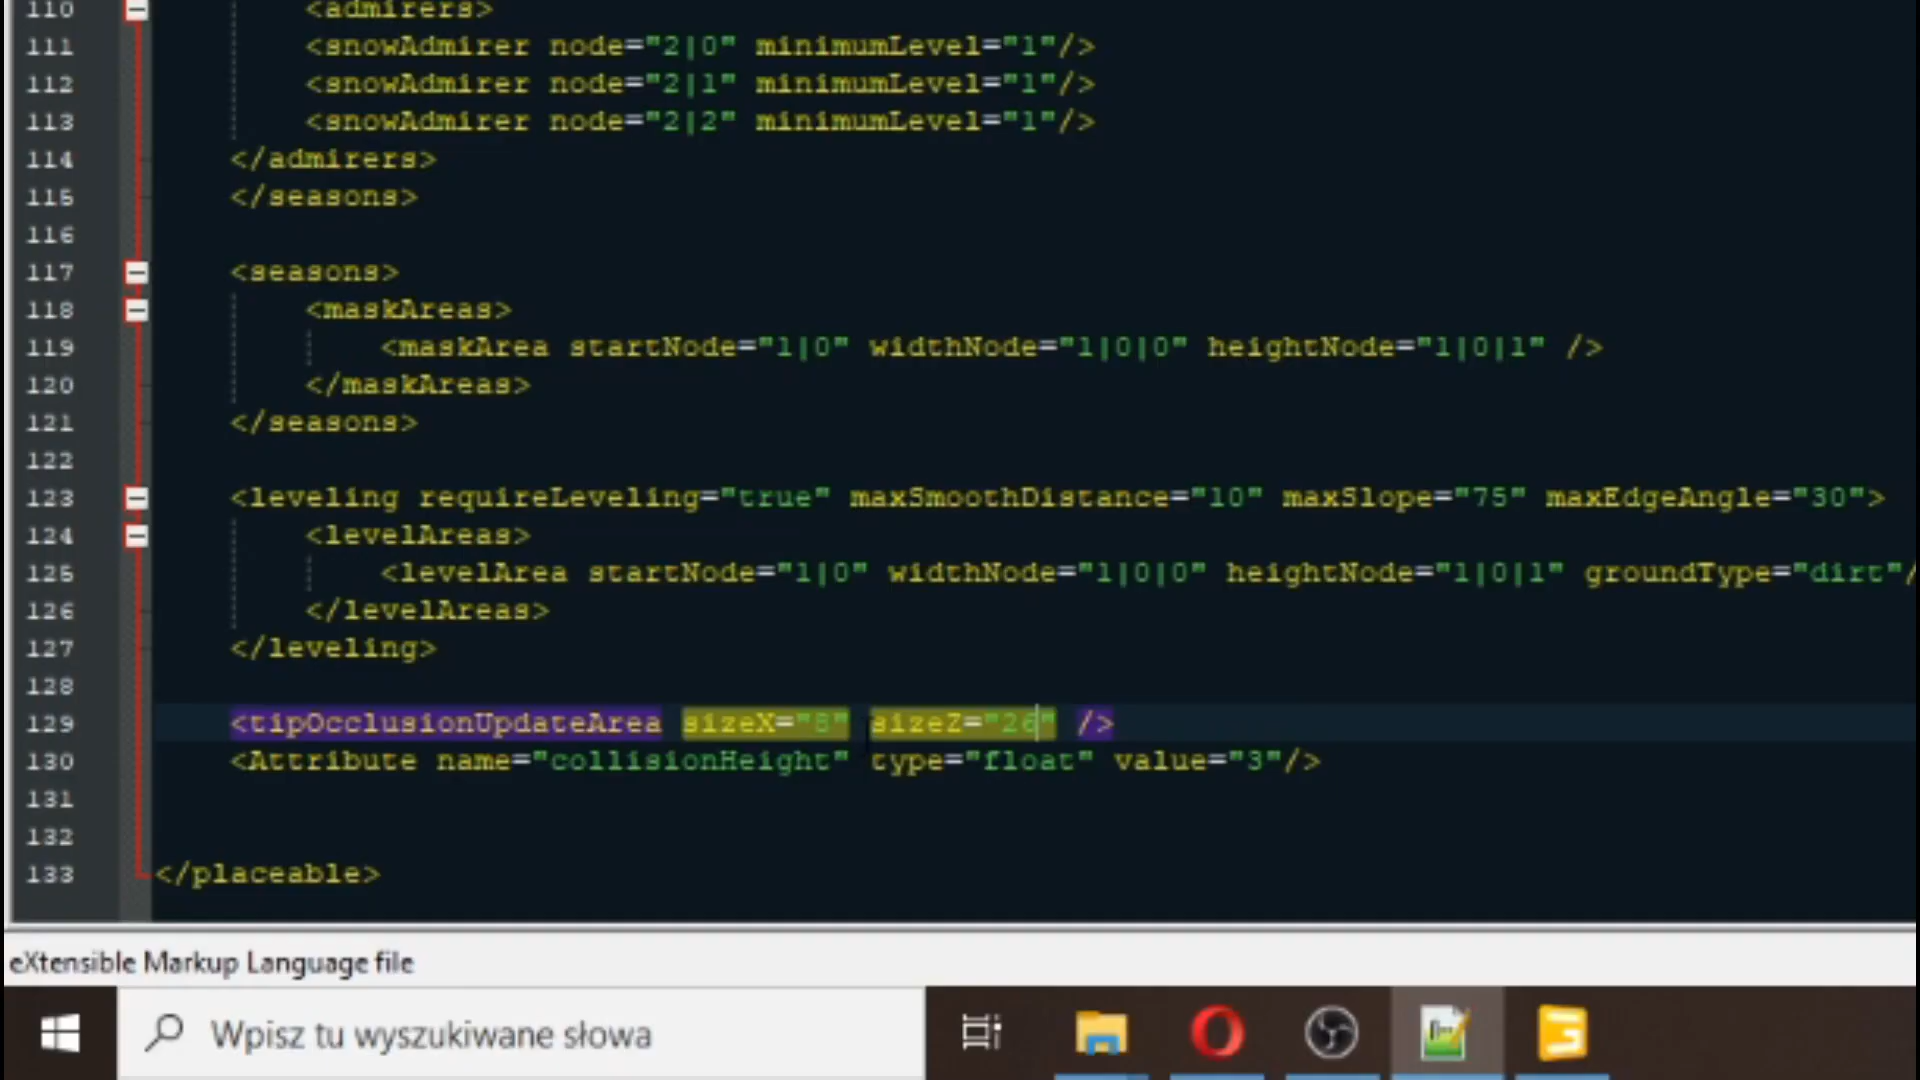 110 <admirers>
111 <snowAdmirer node="2|0" minimumLevel="1"/>
112 <snowAdmirer node="2|1" minimumLevel="1"/>
113 <snowAdmirer node="2|2" minimumLevel="1"/>
114 </admirers>
115 </seasons>
116
117 <seasons>
118 <maskAreas>
119 <maskArea startNode="1|0" widthNode="1|0|0" heightNode="1|0|1" />
120 </maskAreas>
121 </seasons>
122
123 <leveling requireLeveling="true" maxSmoothDistance="10" maxSlope="75" maxEdgeAngle="30">
124 <levelAreas>
125 <levelArea startNode="1|0" widthNode="1|0|0" heightNode="1|0|1" groundType="dirt"/
126 </levelAreas>
127 </leveling>
128
129 <tipOcclusionUpdateArea sizeX="8" sizeZ="26" />
130 <Attribute name="collisionHeight" type="float" value="3"/>
131
132
133 </placeable>
eXtensible Markup Language file
Wpisz tu wyszukiwane słowa